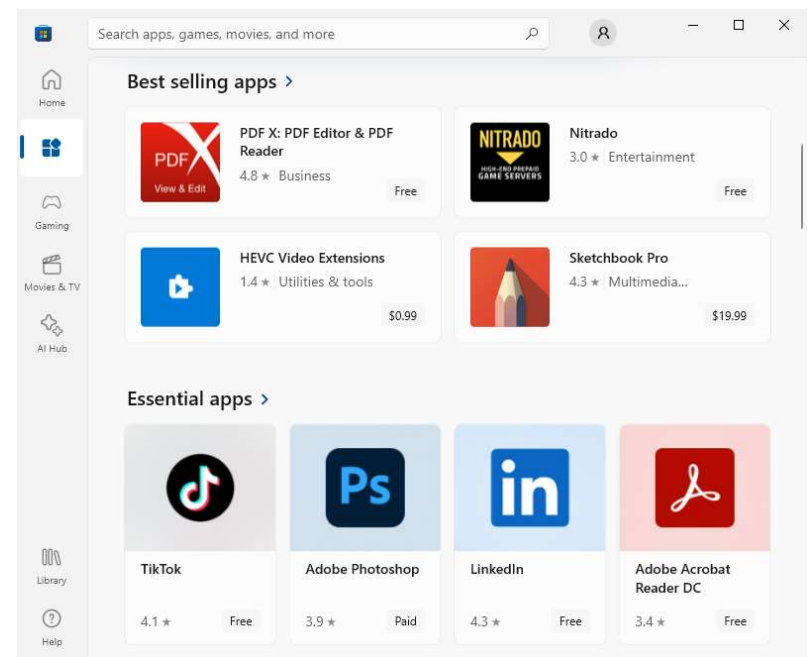 Search apps, games, movies, and more
Home
Best selling apps >
PDF
View & Edit
PDF X: PDF Editor & PDF
Reader
4.8 ★ Business
Free
NITRADO
HIGH-END PREPAID
GAME SERVERS
Nitrado
3.0 ★ Entertainment
Free
Gaming
Movies & TV
AI Hub
HEVC Video Extensions
1.4 ★ Utilities & tools
$0.99
Sketchbook Pro
4.3 ★ Multimedia...
$19.99
Essential apps >
TikTok
4.1 ★ Free
Ps
Adobe Photoshop
3.9 ★ Paid
in
LinkedIn
4.3 ★ Free
Adobe Acrobat
Reader DC
3.4 ★ Free
Library
Help